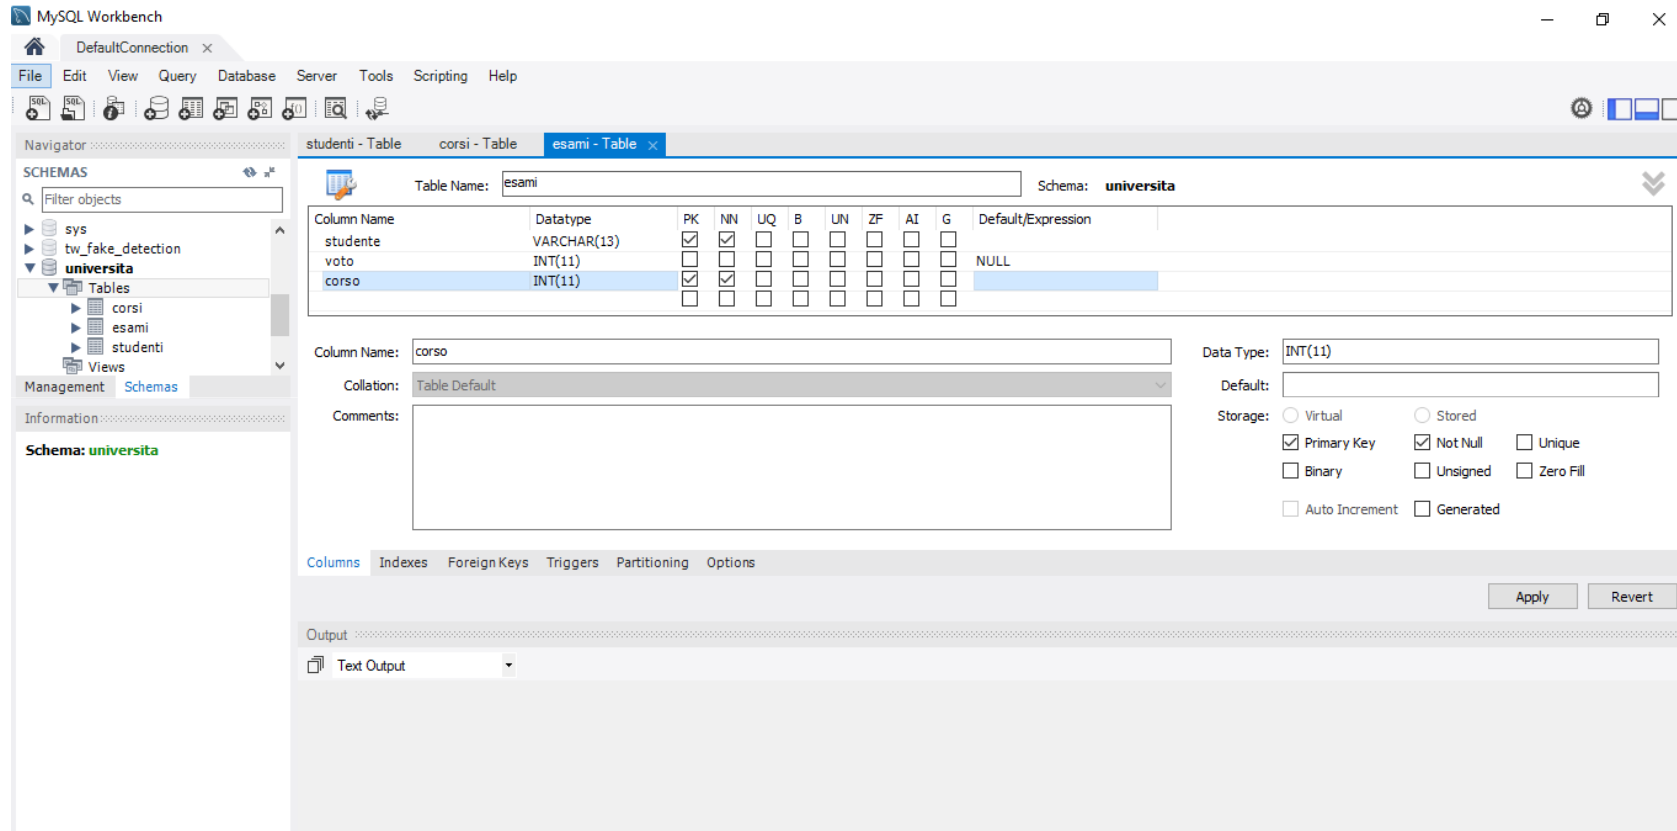 MySQL Workbench
DefaultConnection
File Edit View Query Database Server Tools Scripting Help
Navigator
SCHEMAS
Filter objects
sys
tw_fake_detection
universita
Tables
corsi
esami
studenti
Views
Management Schemas
Information
Schema: universita
studenti - Table corsi - Table esami - Table
Table Name: esami Schema: universita
Column Name Datatype PK NN UQ B UN ZF AI G Default/Expression
studente VARCHAR(13)
voto INT(11) NULL
corso INT(11)
Column Name: corso Data Type: INT(11)
Collation: Table Default Default:
Comments: Storage: Virtual Stored
Primary Key Not Null Unique
Binary Unsigned Zero Fill
Auto Increment Generated
Columns Indexes Foreign Keys Triggers Partitioning Options
Apply Revert
Output
Text Output